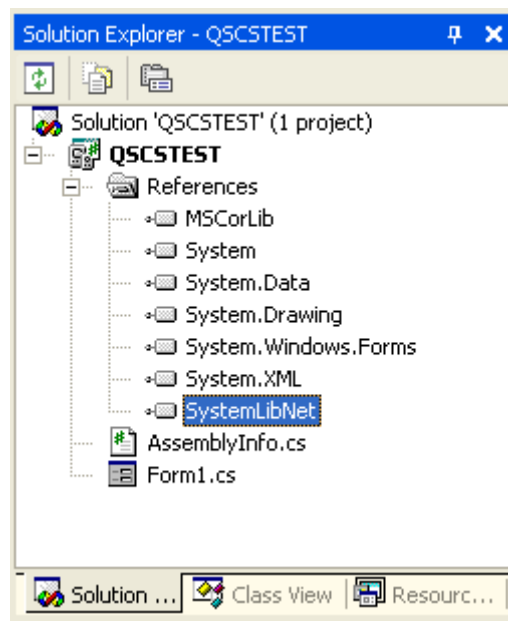 Solution Explorer - QSCSTEST
Solution 'QSCSTEST' (1 project)
QSCSTEST
References
MSCorLib
System
System.Data
System.Drawing
System.Windows.Forms
System.XML
SystemLibNet
AssemblyInfo.cs
Form1.cs
Solution ... Class View Resourc...